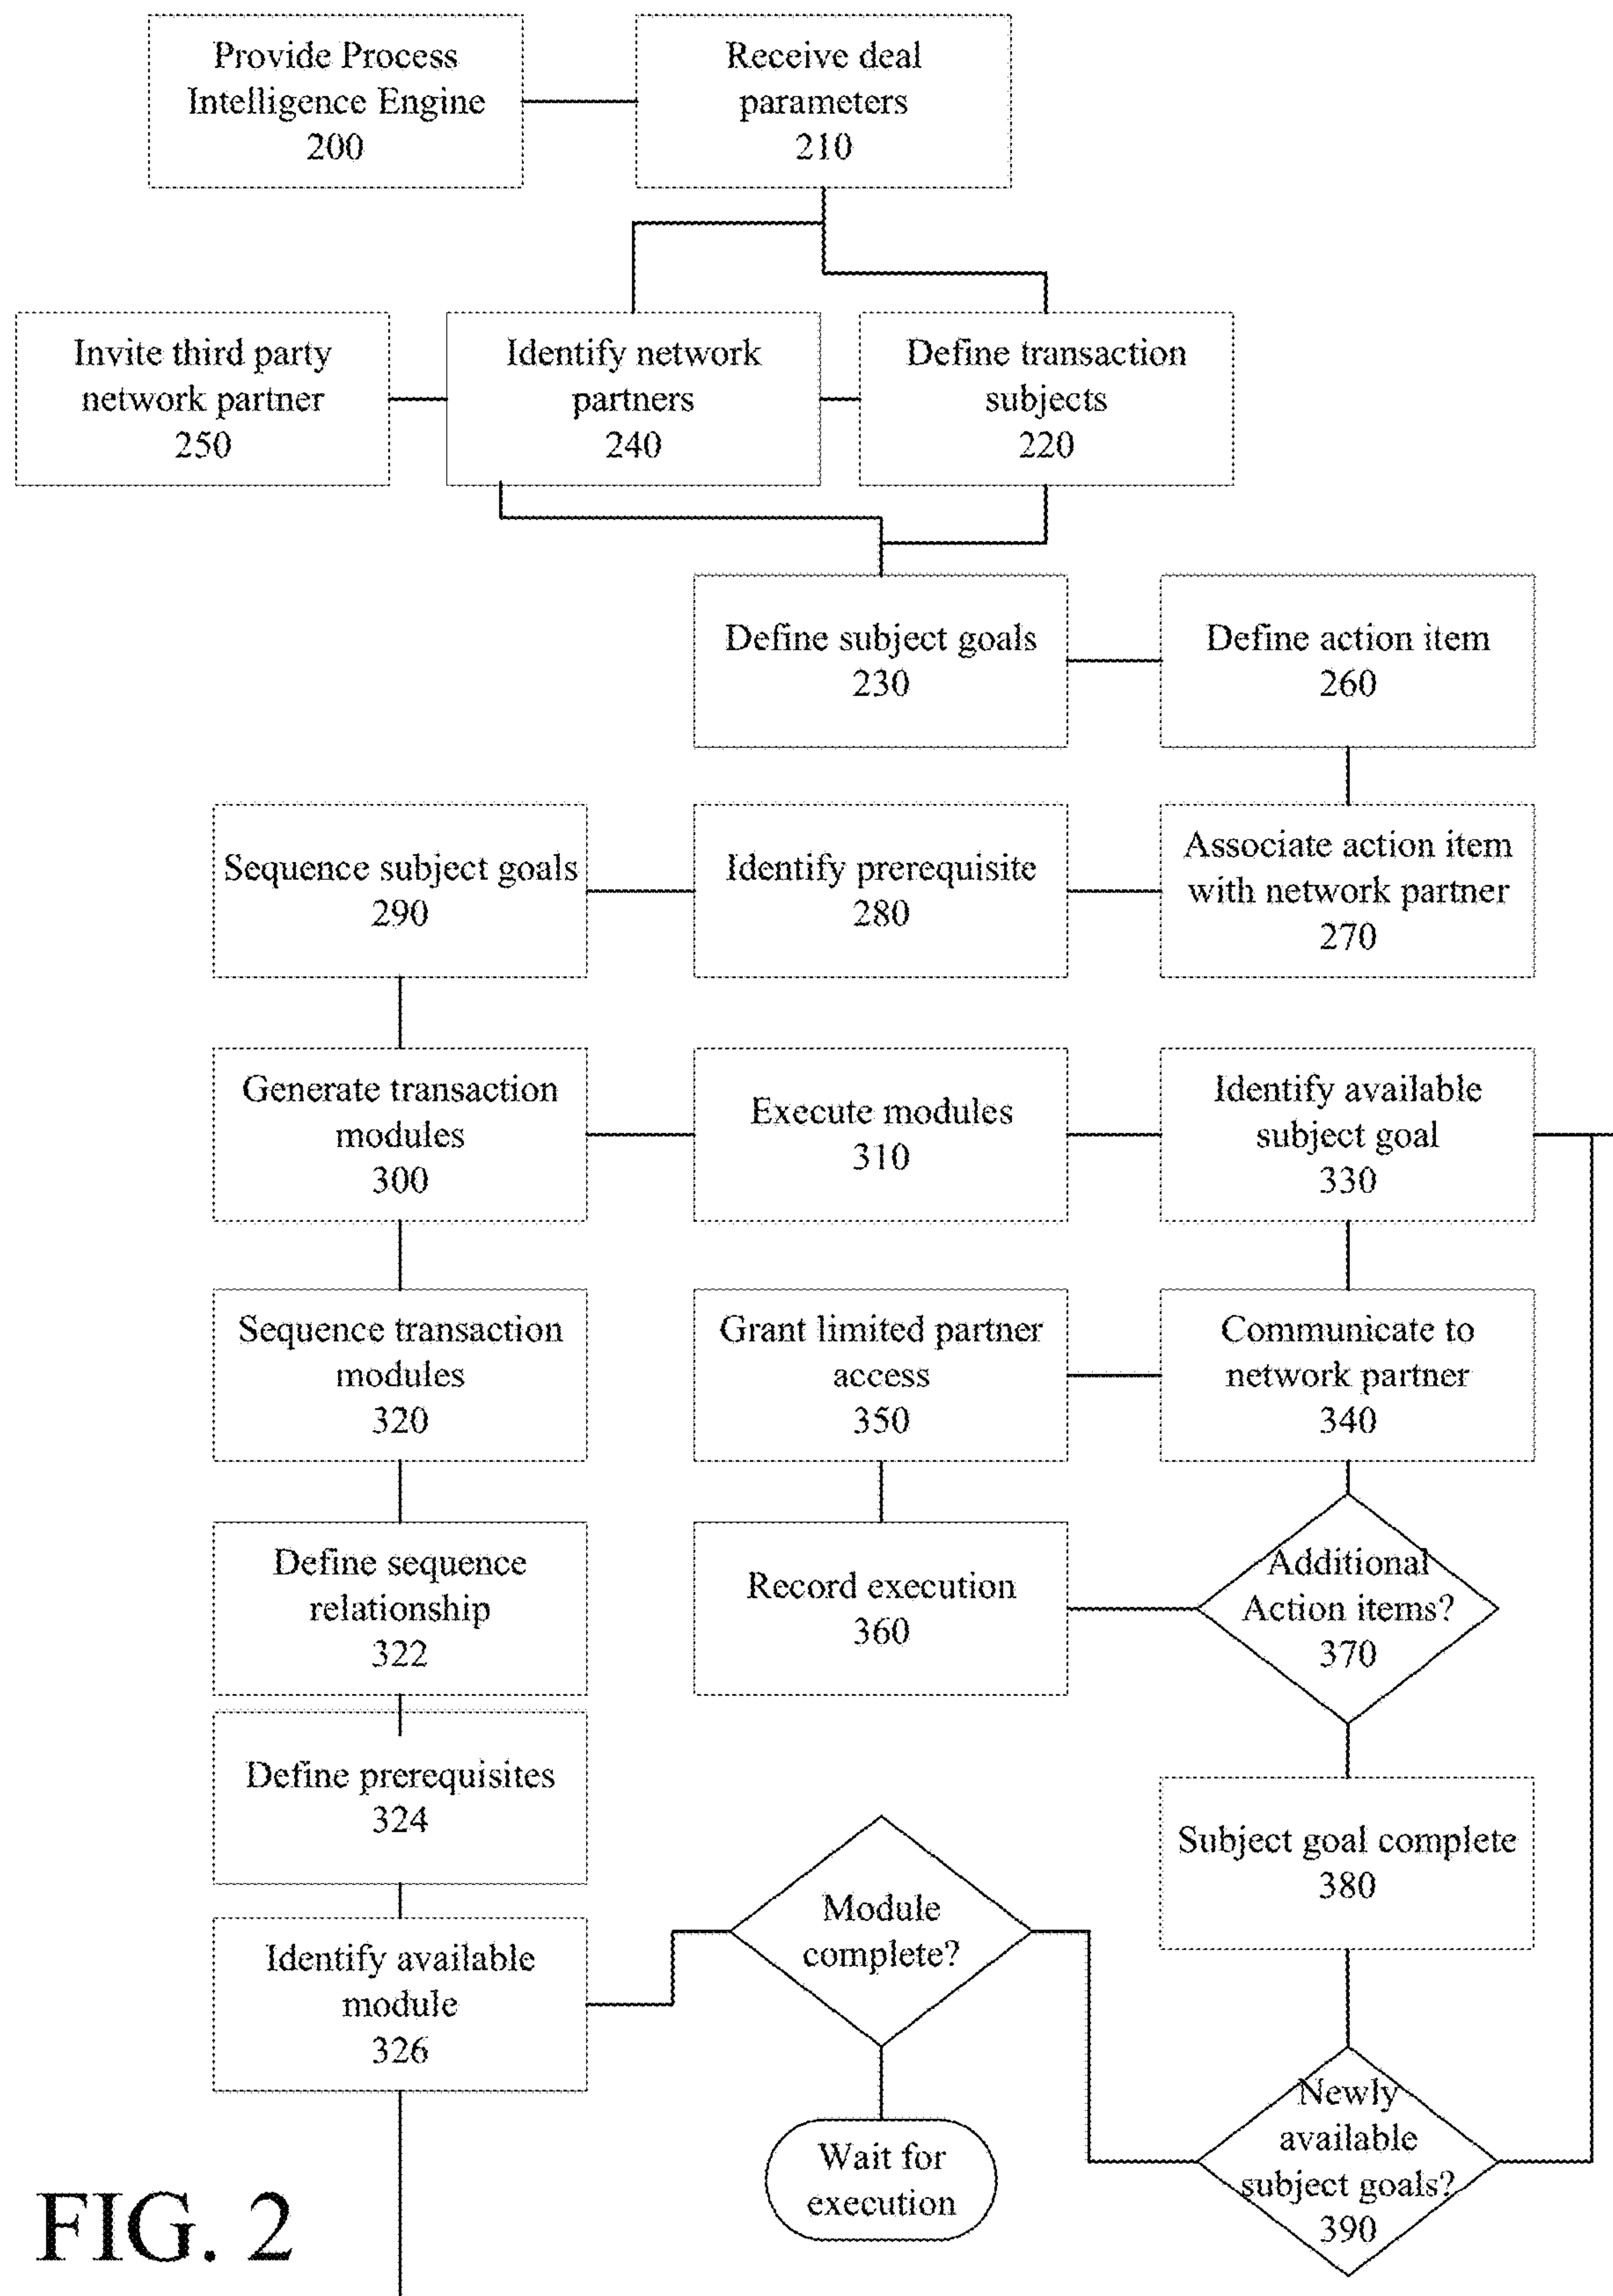 Provide Process
Intelligence Engine
200
Receive deal
parameters
210
Invite third party
network partner
250
Identify network
partners
240
Define transaction
subjects
220
Define subject goals
230
Define action item
260
Sequence subject goals
290
Identify prerequisite
280
Associate action item
with network partner
270
Generate transaction
modules
300
Execute modules
310
Identify available
subject goal
330
Sequence transaction
modules
320
Grant limited partner
access
350
Communicate to
network partner
340
Define sequence
relationship
322
Record execution
360
Additional
Action items?
370
Define prerequisites
324
Subject goal complete
380
Identify available
module
326
Module
complete?
Wait for
execution
Newly
available
subject goals?
390
FIG. 2